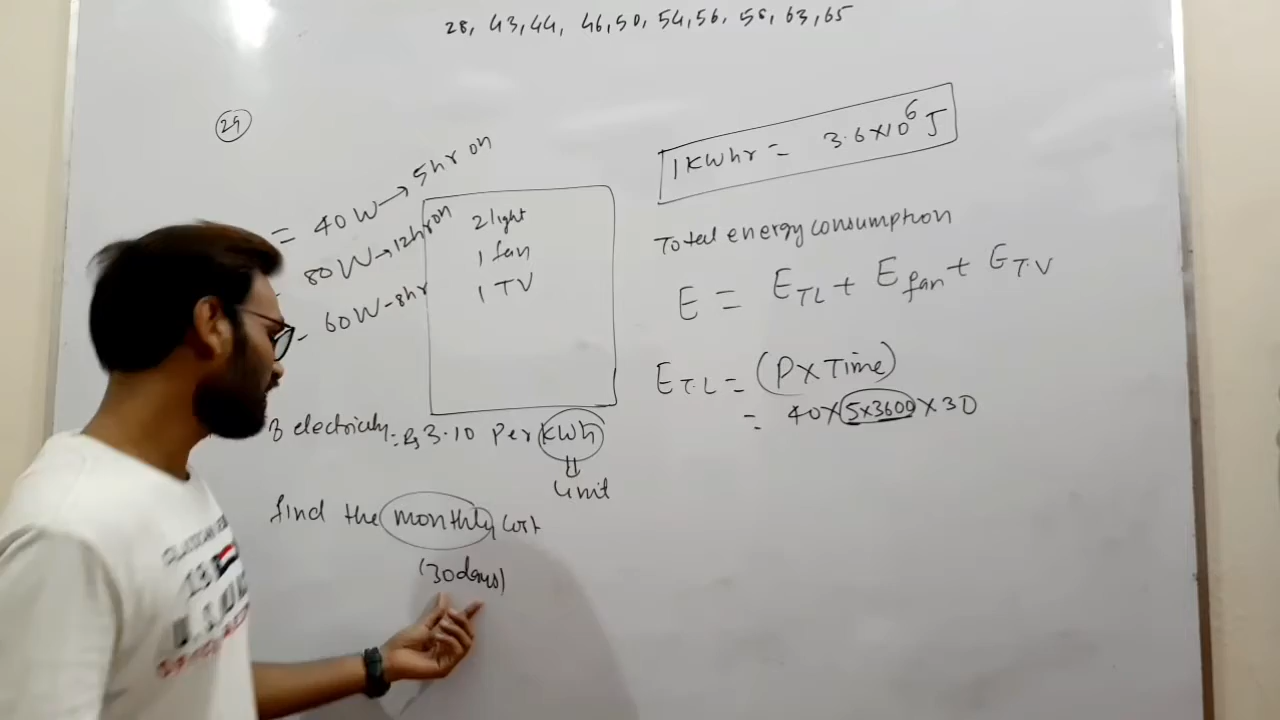 28, 43, 44, 46, 50, 54, 56, 58, 63, 65
29
= 40W → 5hr on
80W → 12hr on
- 60W - 8hr
2 light
1 fan
1 TV
electricity = Rs 3.10 per kWh
Unit
find the monthly cost
(30 days)
1 KWhr = 3.6×10⁶ J
Total energy consumption
E = E_TL + E_fan + E_T.V
E_T.L = (P × Time)
= 40 × 5×3600 × 30